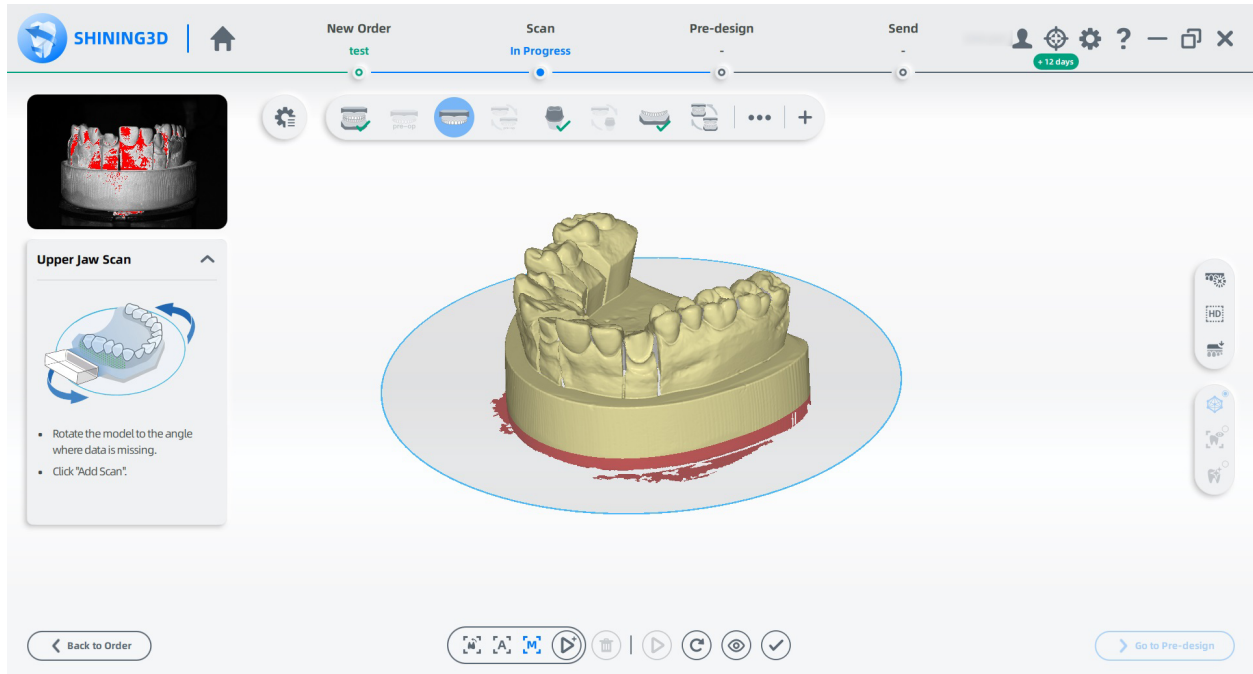 SHINING3D
New Order
test
Scan
In Progress
Pre-design
-
Send
-
+ 12 days
pre-op
Upper Jaw Scan
Rotate the model to the angle
where data is missing.
Click "Add Scan".
HD
[A]
[M]
Back to Order
Go to Pre-design